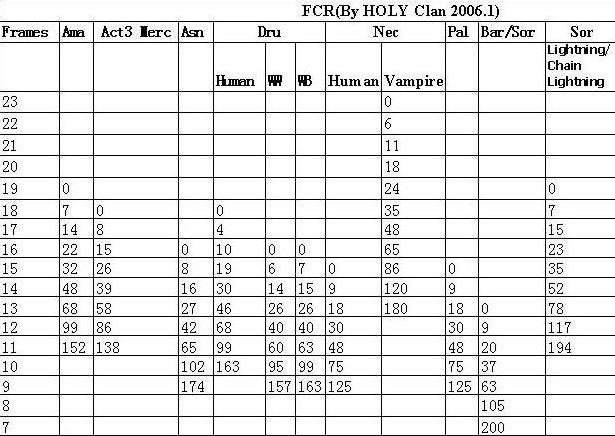 FCR(By HOLY Clan 2006.1)
Frames Ama Act3 Merc Asn Dru Nec Pal Bar/Sor Sor
Human WW WB Human Vampire Lightning/
Chain
Lightning
23 0
22 6
21 11
20 18
19 0 24 0
18 7 0 0 35 7
17 14 8 4 48 15
16 22 15 0 10 0 0 65 23
15 32 26 8 19 6 7 0 86 0 35
14 48 39 16 30 14 15 9 120 9 52
13 68 58 27 46 26 26 18 180 18 0 78
12 99 86 42 68 40 40 30 30 9 117
11 152 138 65 99 60 63 48 48 20 194
10 102 163 95 99 75 75 37
9 174 157 163 125 125 63
8 105
7 200